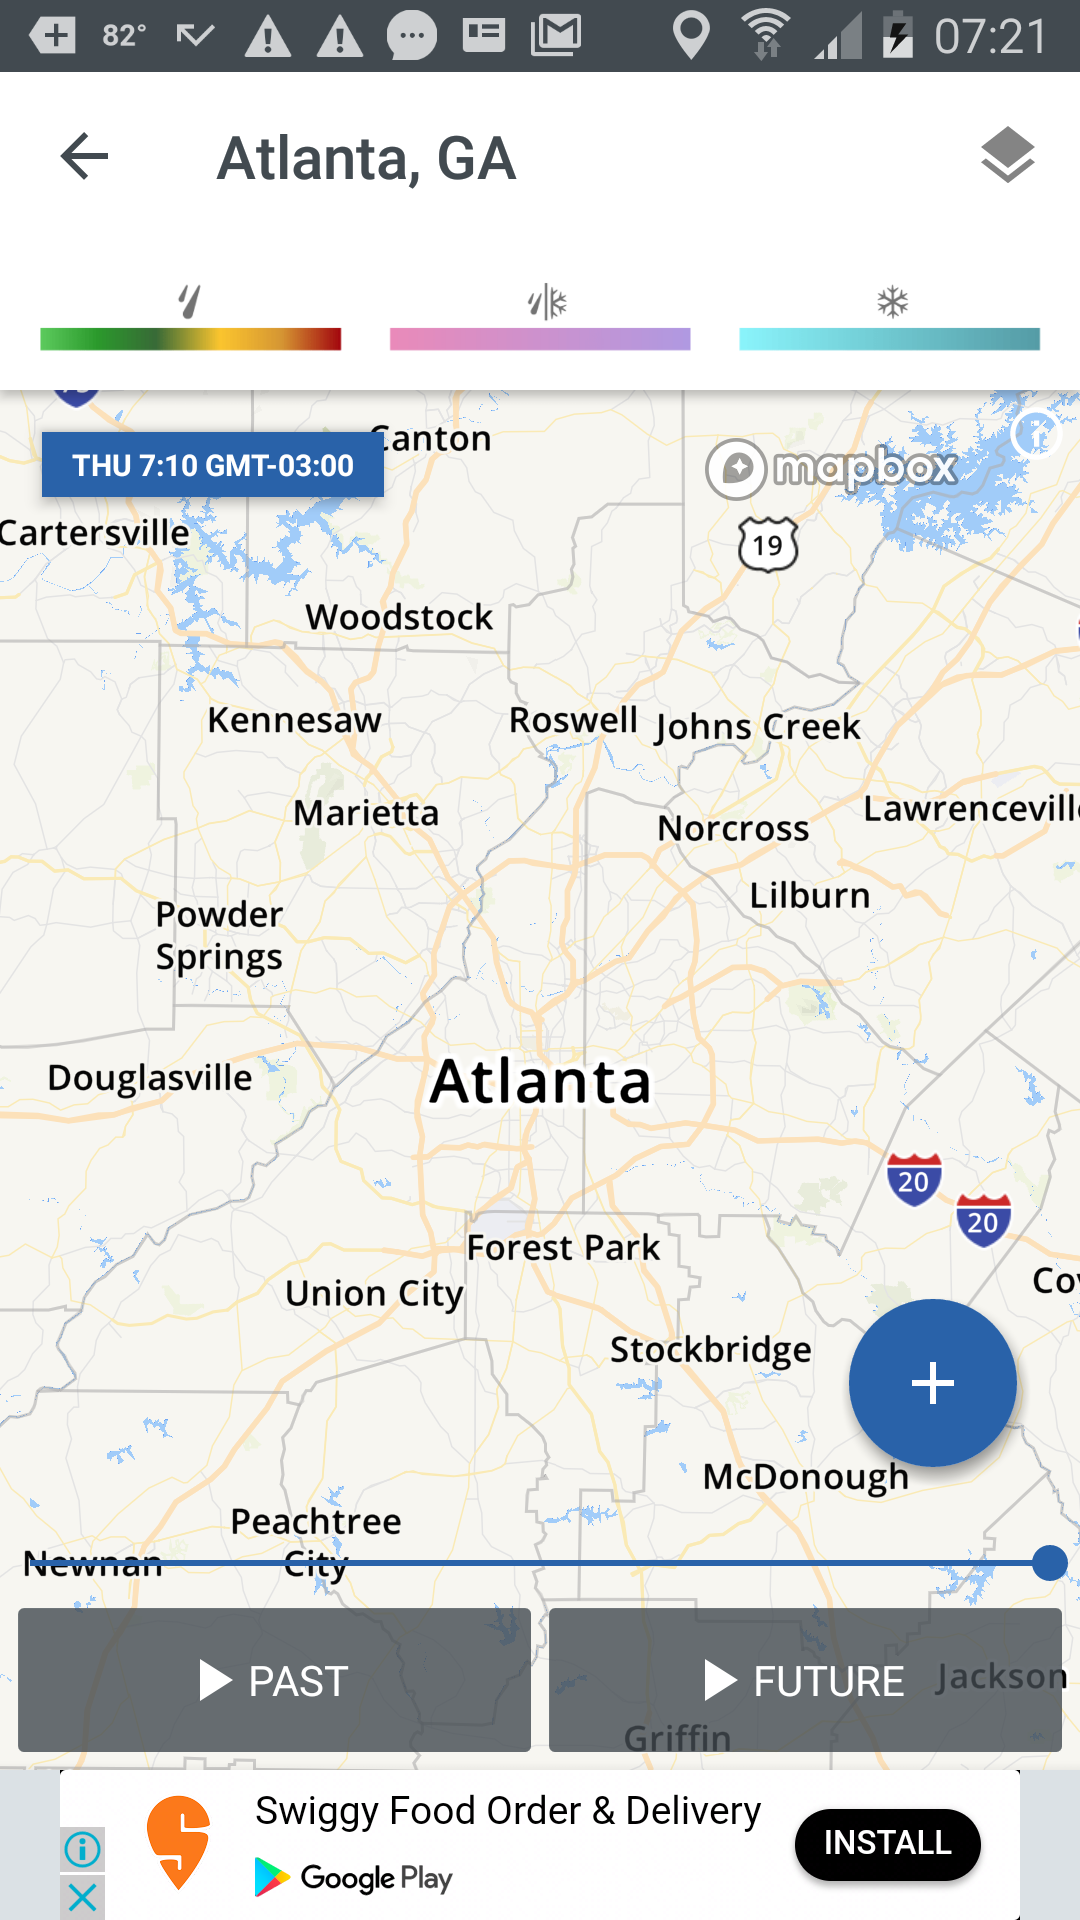 82° 07:21
Atlanta, GA
Canton
THU 7:10 GMT-03:00
mapbox
Cartersville
19
Woodstock
Kennesaw
Roswell
Johns Creek
Marietta
Lawrenceville
Norcross
Lilburn
Powder
Springs
Douglasville
Atlanta
20
20
Forest Park
Union City
Cov
Stockbridge
McDonough
Peachtree
City
Newnan
PAST
FUTURE
Jackson
Griffin
Swiggy Food Order & Delivery
Google Play
INSTALL